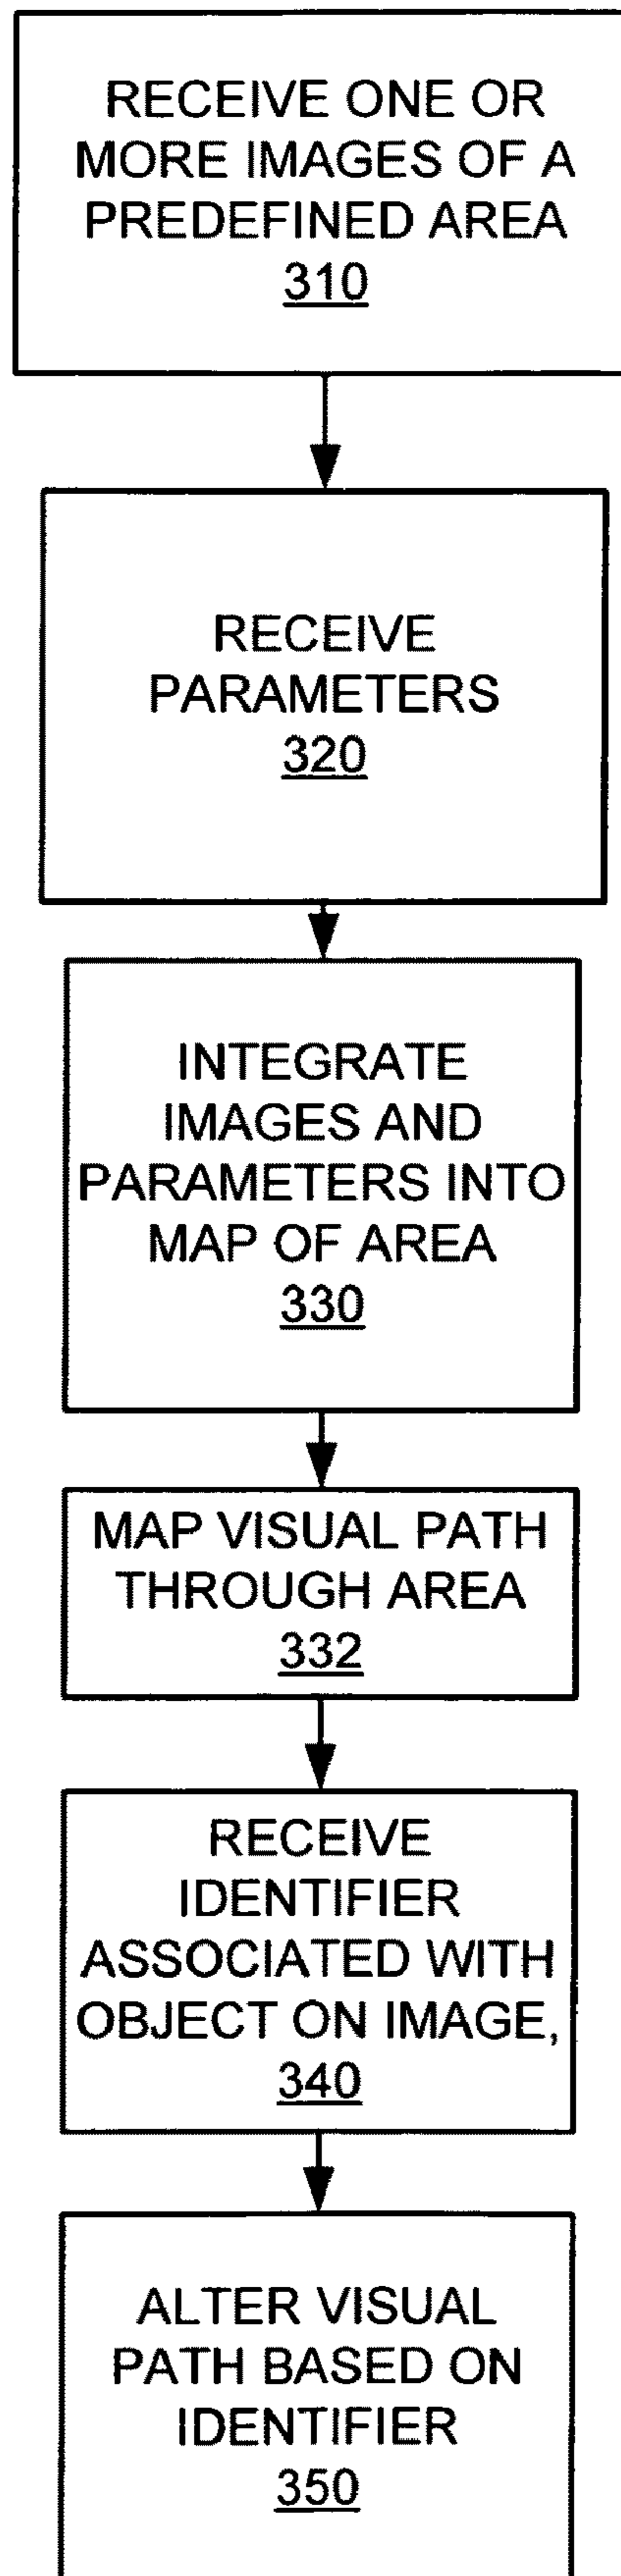 RECEIVE ONE OR
MORE IMAGES OF A
PREDEFINED AREA
310
RECEIVE
PARAMETERS
320
INTEGRATE
IMAGES AND
PARAMETERS INTO
MAP OF AREA
330
MAP VISUAL PATH
THROUGH AREA
332
RECEIVE
IDENTIFIER
ASSOCIATED WITH
OBJECT ON IMAGE,
340
ALTER VISUAL
PATH BASED ON
IDENTIFIER
350